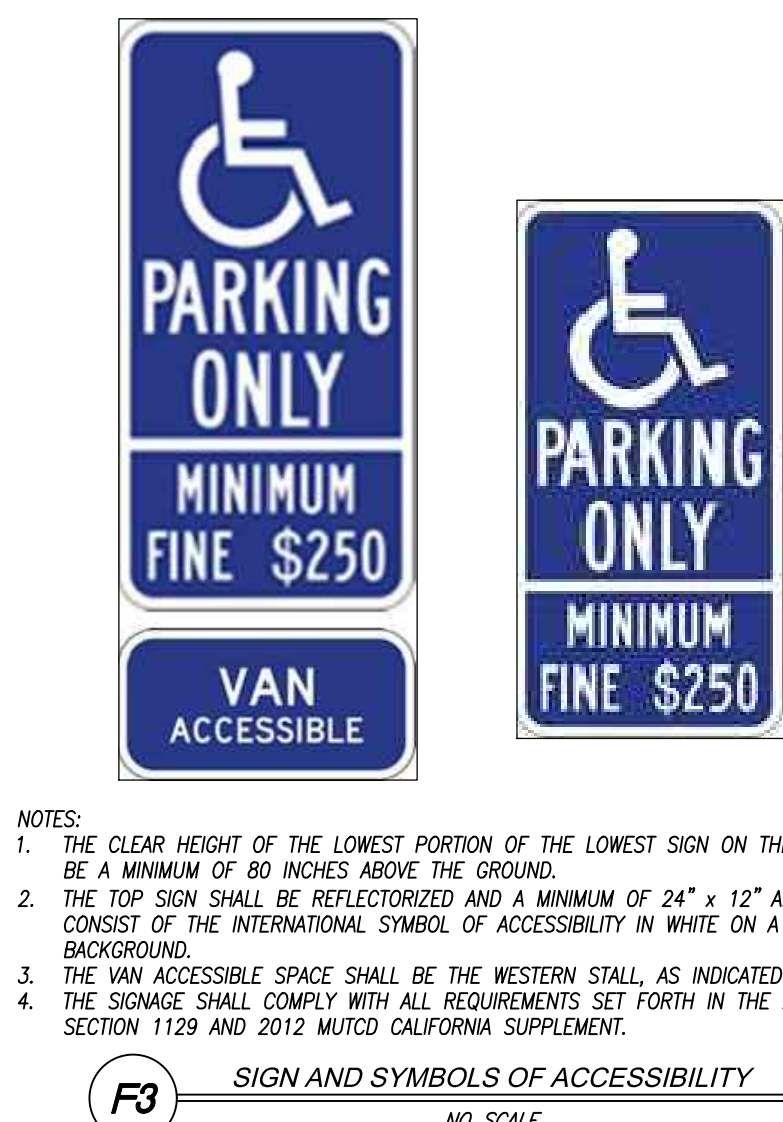 PARKING
ONLY
MINIMUM
FINE $250
VAN
ACCESSIBLE
PARKING
ONLY
MINIMUM
FINE $250
NOTES:
1. THE CLEAR HEIGHT OF THE LOWEST PORTION OF THE LOWEST SIGN ON
BE A MINIMUM OF 80 INCHES ABOVE THE GROUND.
2. THE TOP SIGN SHALL BE REFLECTORIZED AND A MINIMUM OF 24" x 12"
CONSIST OF THE INTERNATIONAL SYMBOL OF ACCESSIBILITY IN WHITE ON A
BACKGROUND.
3. THE VAN ACCESSIBLE SPACE SHALL BE THE WESTERN STALL, AS INDICATED
4. THE SIGNAGE SHALL COMPLY WITH ALL REQUIREMENTS SET FORTH IN THE
SECTION 1129 AND 2012 MUTCD CALIFORNIA SUPPLEMENT.
F3
SIGN AND SYMBOLS OF ACCESSIBILITY
NO SCALE